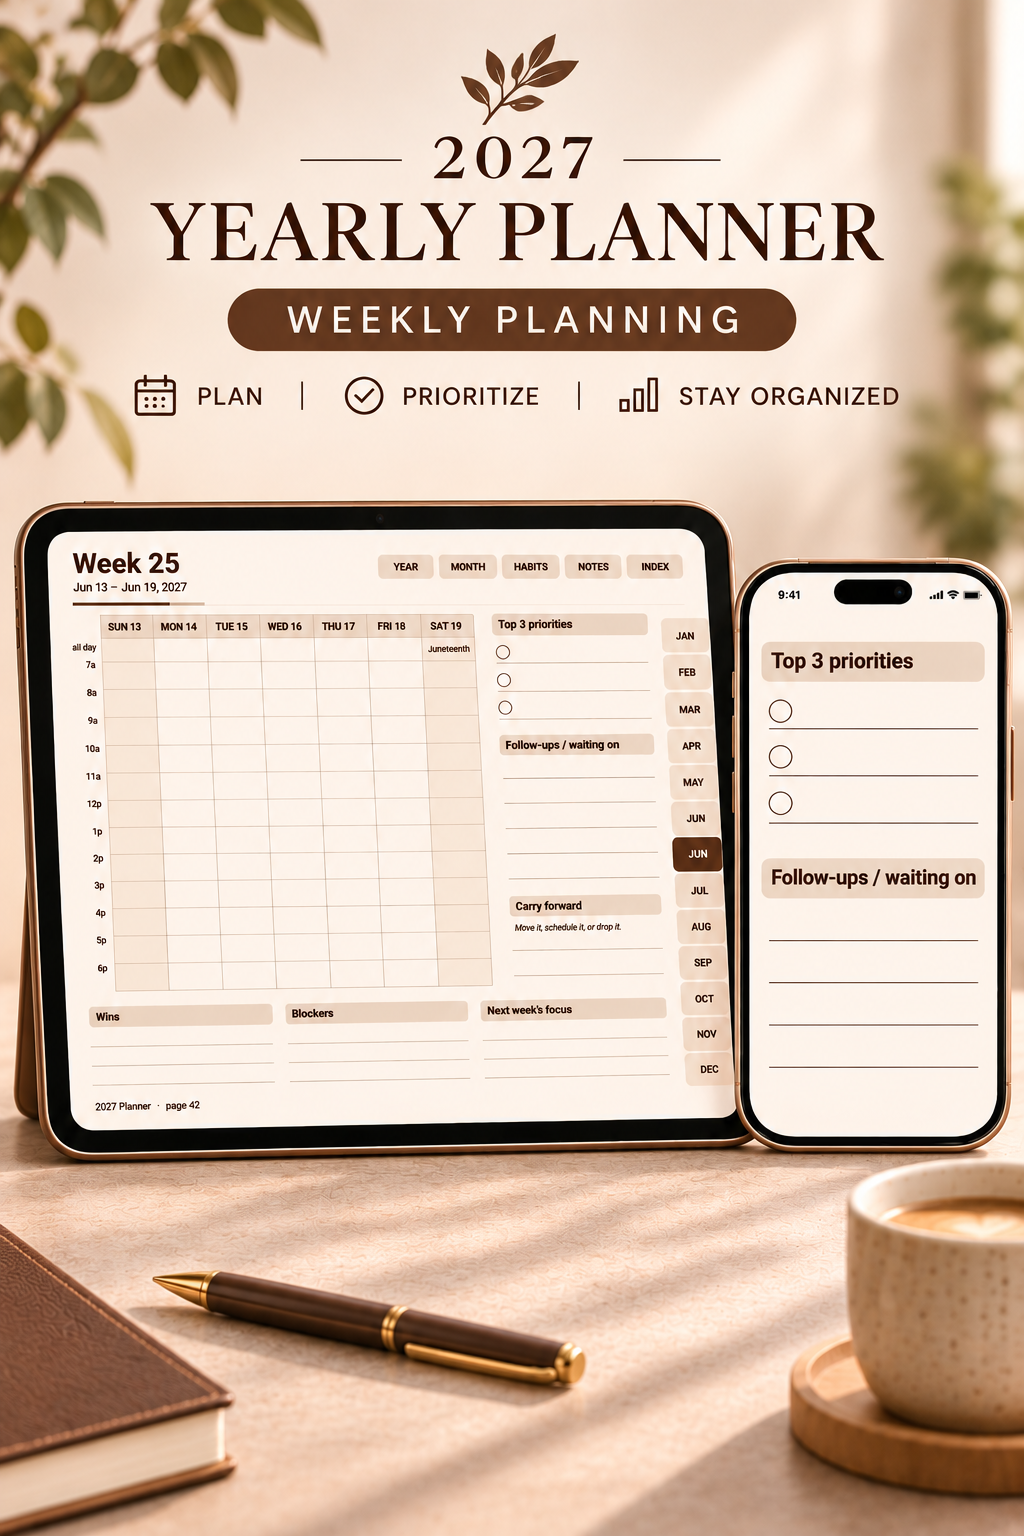 2027
YEARLY PLANNER
WEEKLY PLANNING
PLAN | PRIORITIZE | STAY ORGANIZED
Week 25
Jun 13 – Jun 19, 2027
YEAR MONTH HABITS NOTES INDEX
SUN 13 MON 14 TUE 15 WED 16 THU 17 FRI 18 SAT 19
all day Juneteenth
7a
8a
9a
10a
11a
12p
1p
2p
3p
4p
5p
6p
Top 3 priorities
Follow-ups / waiting on
Carry forward
Move it, schedule it, or drop it.
Wins Blockers Next week's focus
2027 Planner · page 42
JAN
FEB
MAR
APR
MAY
JUN
JUN
JUL
AUG
SEP
OCT
NOV
DEC
9:41
Top 3 priorities
Follow-ups / waiting on